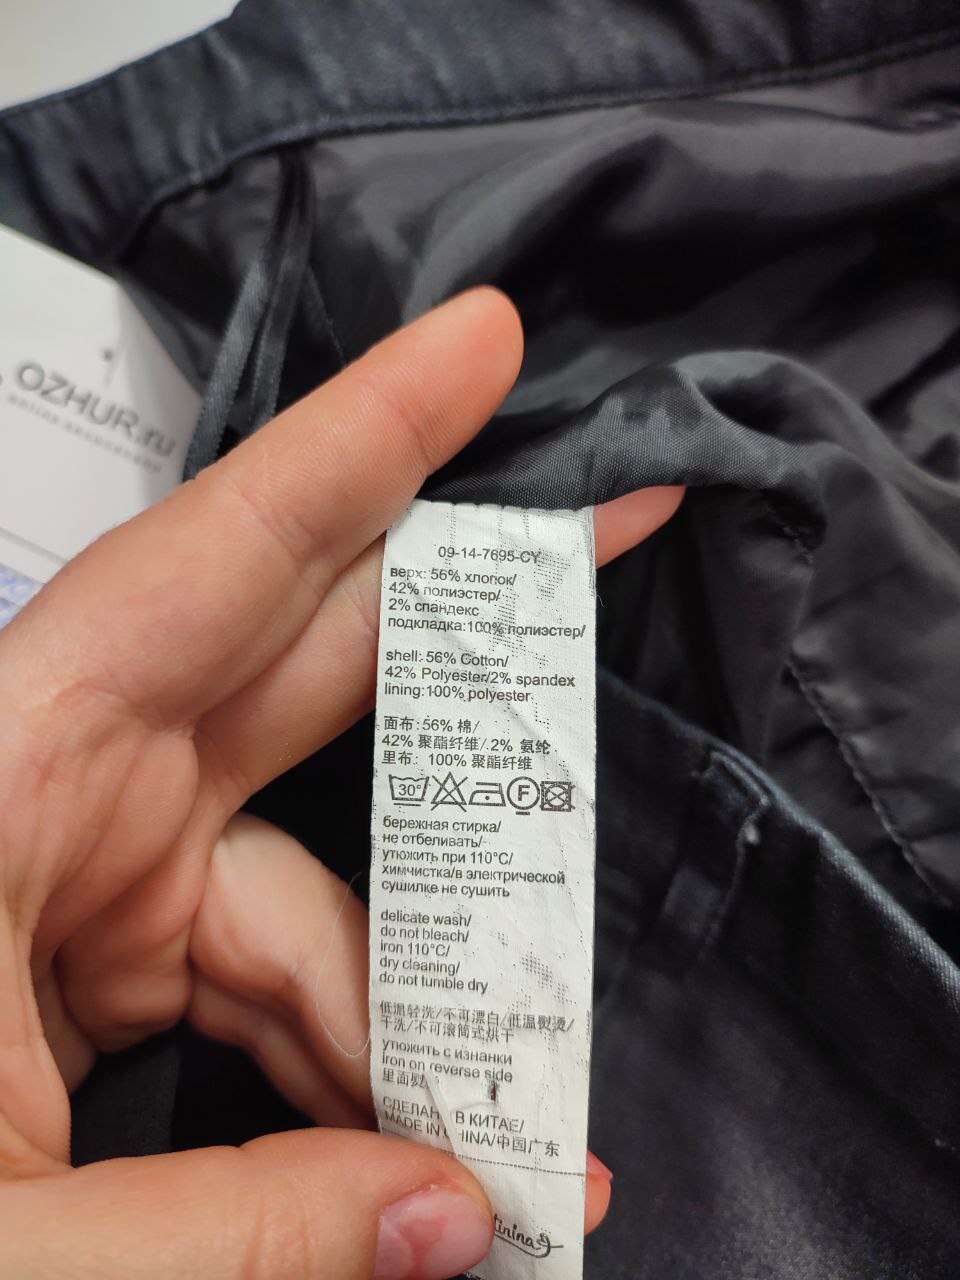 OZHUR.ru
09-14-7695-CY
верх: 56% хлопок/
42% полиэстер/
2% спандекс
подкладка:100% полиэстер/
shell: 56% Cotton/
42% Polyester/2% spandex
lining:100% polyester
面布:56% 棉/
42% 聚酯纤维/.2% 氨纶
里布: 100% 聚酯纤维
30° F
бережная стирка/
не отбеливать/
утюжить при 110°C/
химчистка/в электрической
сушилке не сушить
delicate wash/
do not bleach/
iron 110°C/
dry cleaning/
do not tumble dry
低温轻洗/不可漂白/低温熨烫/
干洗/不可滚筒式烘干
утюжить с изнанки
iron on reverse side
里面熨
СДЕЛАН В КИТАЕ/
MADE IN CHINA/中国广东